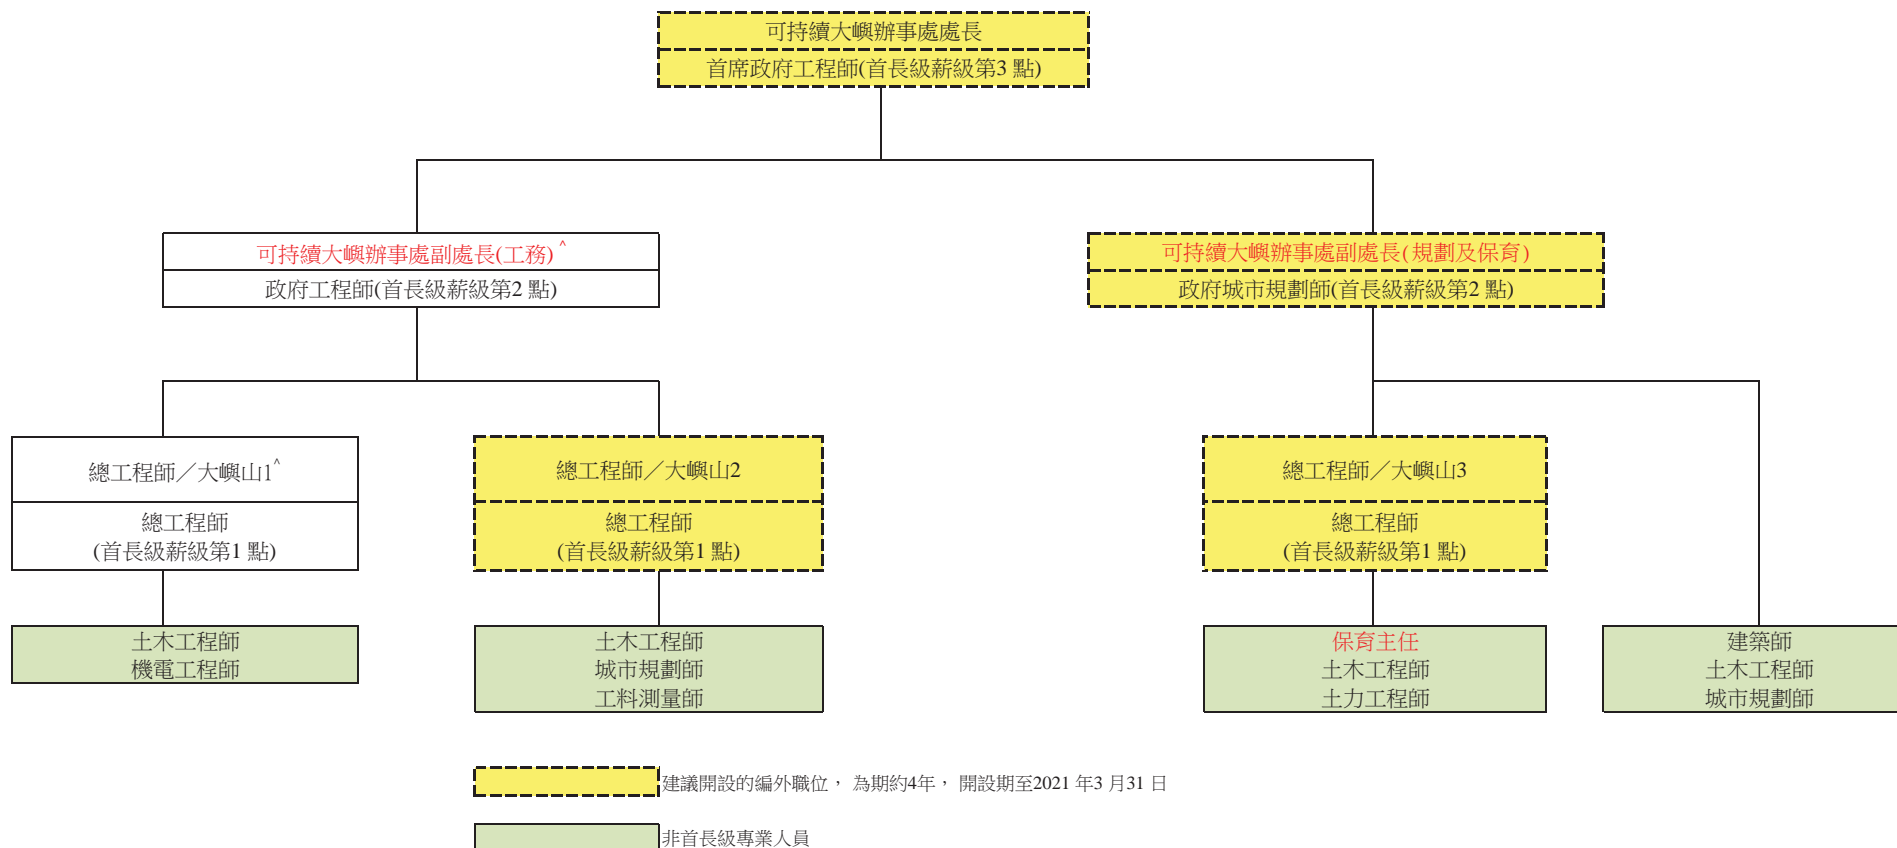 可持續大嶼辦事處處長
首席政府工程師(首長級薪級第3 點)
可持續大嶼辦事處副處長(工務)^
政府工程師(首長級薪級第2 點)
可持續大嶼辦事處副處長(規劃及保育)
政府城市規劃師(首長級薪級第2 點)
總工程師／大嶼山1^
總工程師
(首長級薪級第1 點)
總工程師／大嶼山2
總工程師
(首長級薪級第1 點)
總工程師／大嶼山3
總工程師
(首長級薪級第1 點)
土木工程師
機電工程師
土木工程師
城市規劃師
工料測量師
保育主任
土木工程師
土力工程師
建築師
土木工程師
城市規劃師
建議開設的編外職位， 為期約4年， 開設期至2021 年3 月31 日
非首長級專業人員